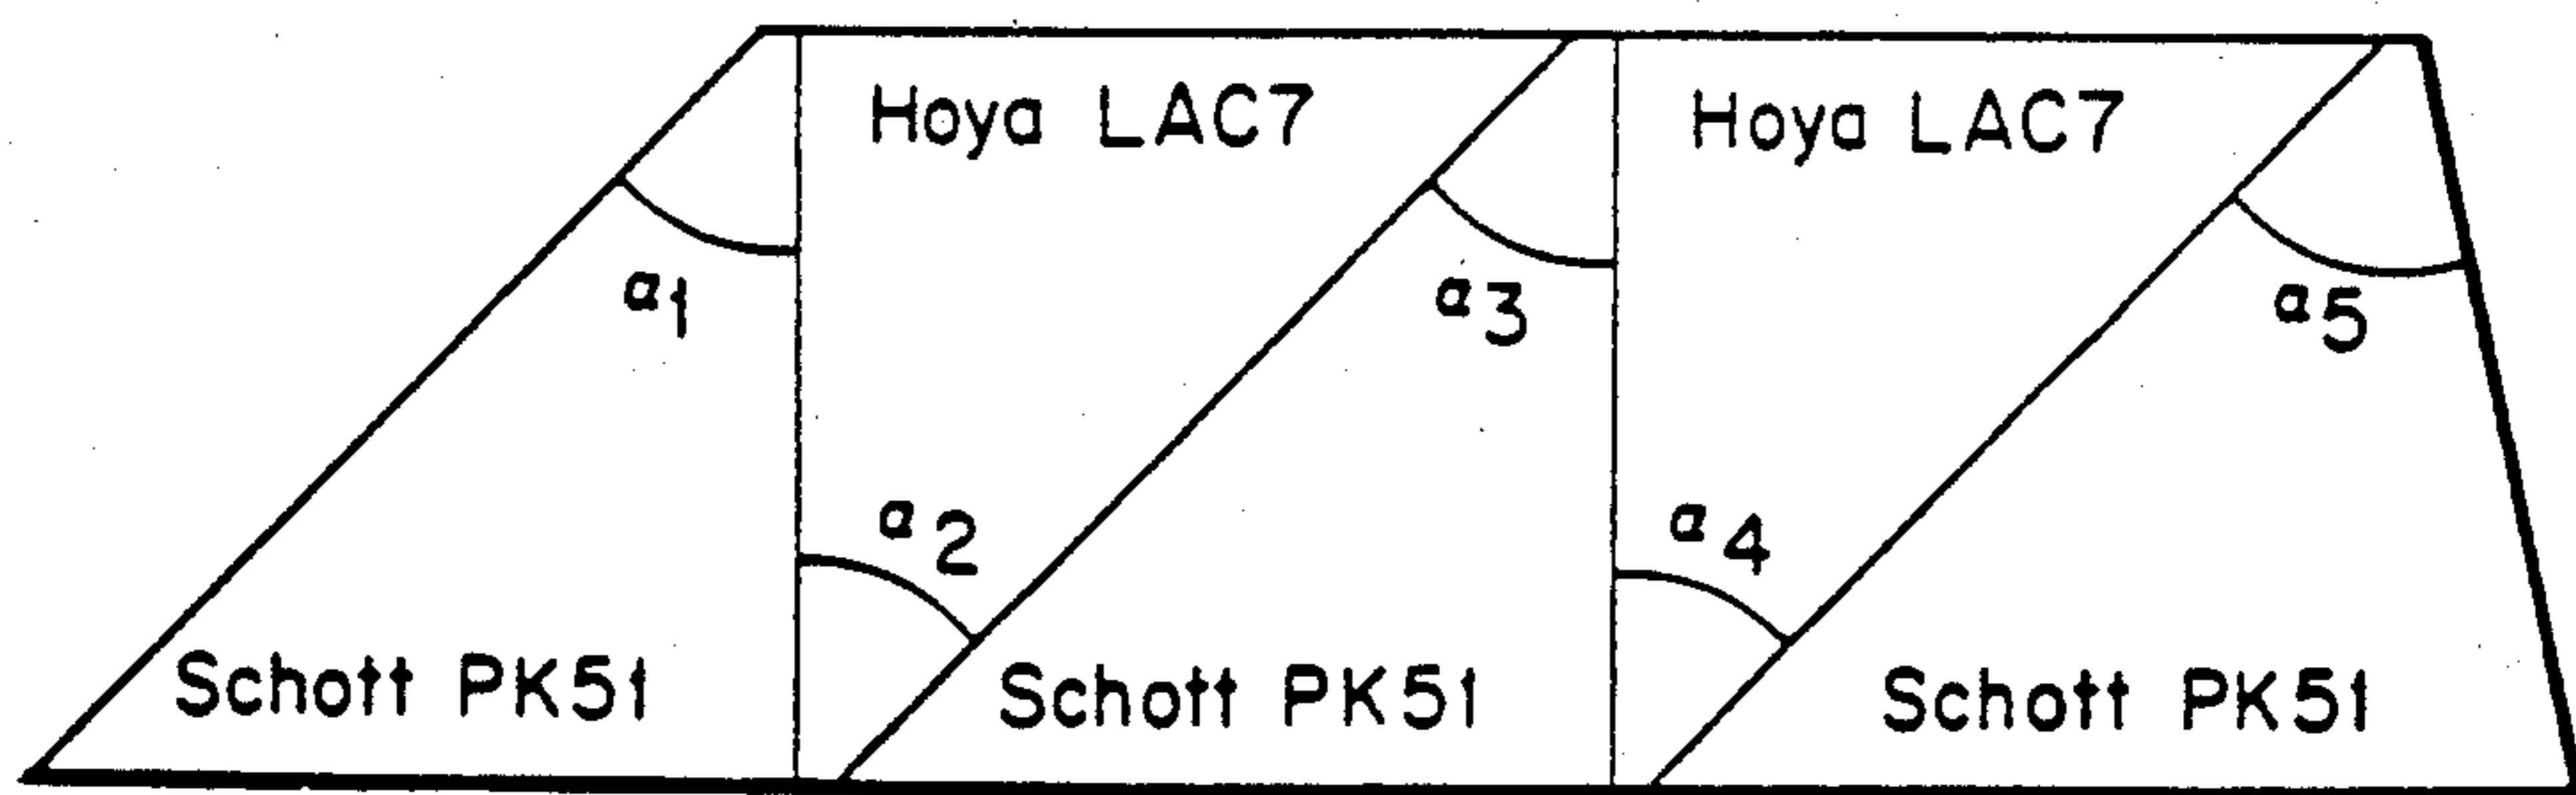 Hoya LAC7
Hoya LAC7
α1
α3
α5
α2
α4
Schott PK51
Schott PK51
Schott PK51